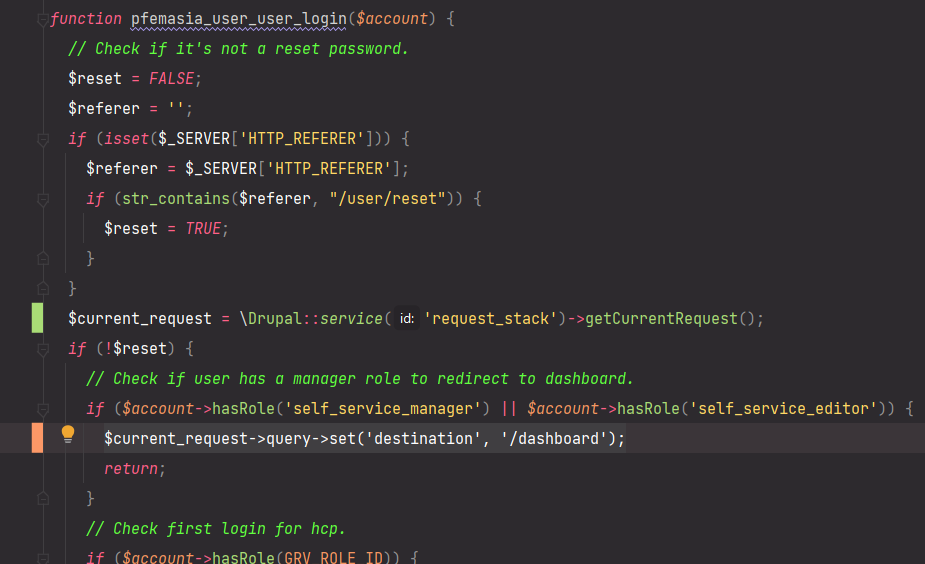 function pfemasia_user_user_login($account) {
// Check if it's not a reset password.
$reset = FALSE;
$referer = '';
if (isset($_SERVER['HTTP_REFERER'])) {
$referer = $_SERVER['HTTP_REFERER'];
if (str_contains($referer, "/user/reset")) {
$reset = TRUE;
}
}
$current_request = \Drupal::service( id: 'request_stack')->getCurrentRequest();
if (!$reset) {
// Check if user has a manager role to redirect to dashboard.
if ($account->hasRole('self_service_manager') || $account->hasRole('self_service_editor')) {
$current_request->query->set('destination', '/dashboard');
return;
}
// Check first login for hcp.
if ($account->hasRole(GRV_ROLE_ID)) {